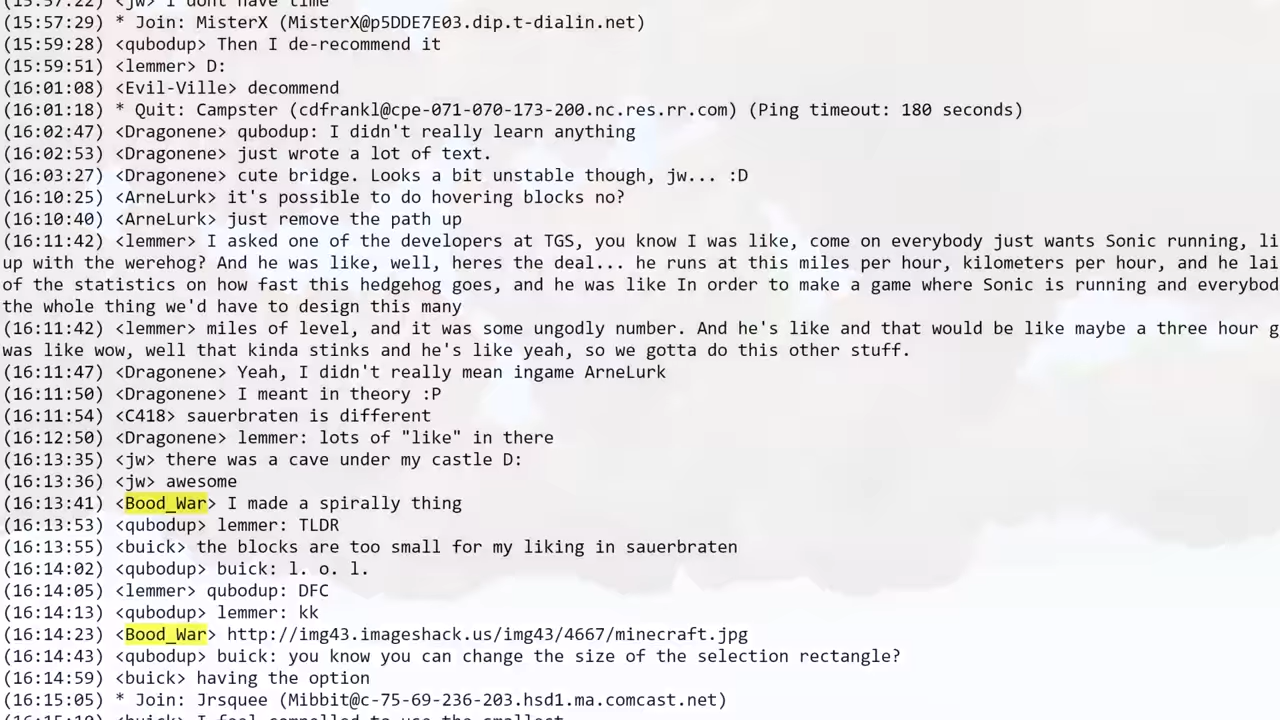 (15:57:22) <jw> I dont have time
(15:57:29) * Join: MisterX (MisterX@p5DDE7E03.dip.t-dialin.net)
(15:59:28) <qubodup> Then I de-recommend it
(15:59:51) <lemmer> D:
(16:01:08) <Evil-Ville> decommend
(16:01:18) * Quit: Campster (cdfrankl@cpe-071-070-173-200.nc.res.rr.com) (Ping timeout: 180 seconds)
(16:02:47) <Dragonene> qubodup: I didn't really learn anything
(16:02:53) <Dragonene> just wrote a lot of text.
(16:03:27) <Dragonene> cute bridge. Looks a bit unstable though, jw... :D
(16:10:25) <ArneLurk> it's possible to do hovering blocks no?
(16:10:40) <ArneLurk> just remove the path up
(16:11:42) <lemmer> I asked one of the developers at TGS, you know I was like, come on everybody just wants Sonic running, li
up with the werehog? And he was like, well, heres the deal... he runs at this miles per hour, kilometers per hour, and he lai
of the statistics on how fast this hedgehog goes, and he was like In order to make a game where Sonic is running and everybod
the whole thing we'd have to design this many
(16:11:42) <lemmer> miles of level, and it was some ungodly number. And he's like and that would be like maybe a three hour g
was like wow, well that kinda stinks and he's like yeah, so we gotta do this other stuff.
(16:11:47) <Dragonene> Yeah, I didn't really mean ingame ArneLurk
(16:11:50) <Dragonene> I meant in theory :P
(16:11:54) <C418> sauerbraten is different
(16:12:50) <Dragonene> lemmer: lots of "like" in there
(16:13:35) <jw> there was a cave under my castle D:
(16:13:36) <jw> awesome
(16:13:41) <Bood_War> I made a spirally thing
(16:13:53) <qubodup> lemmer: TLDR
(16:13:55) <buick> the blocks are too small for my liking in sauerbraten
(16:14:02) <qubodup> buick: l. o. l.
(16:14:05) <lemmer> qubodup: DFC
(16:14:13) <qubodup> lemmer: kk
(16:14:23) <Bood_War> http://img43.imageshack.us/img43/4667/minecraft.jpg
(16:14:43) <qubodup> buick: you know you can change the size of the selection rectangle?
(16:14:59) <buick> having the option
(16:15:05) * Join: Jrsquee (Mibbit@c-75-69-236-203.hsd1.ma.comcast.net)
<buick> I feel compelled to use the smallest